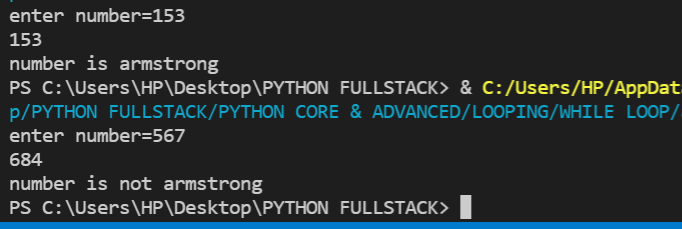 enter number=153
153
number is armstrong
PS C:\Users\HP\Desktop\PYTHON FULLSTACK> & C:/Users/HP/AppDat
p/PYTHON FULLSTACK/PYTHON CORE & ADVANCED/LOOPING/WHILE LOOP/
enter number=567
684
number is not armstrong
PS C:\Users\HP\Desktop\PYTHON FULLSTACK>